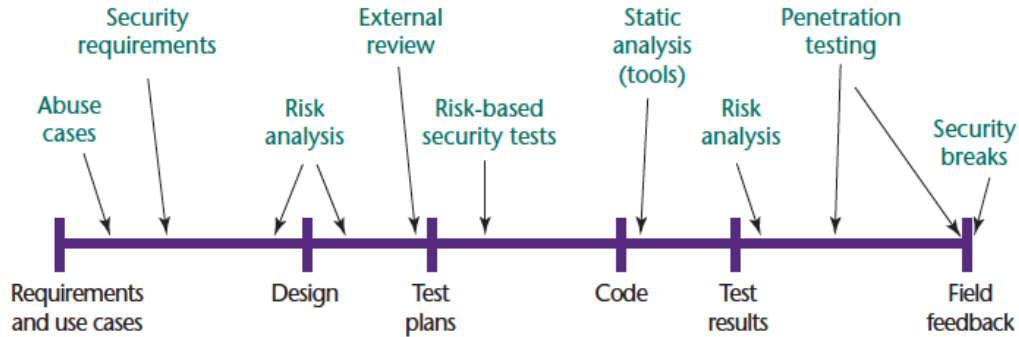 Security
requirements
External
review
Static
analysis
(tools)
Penetration
testing
Abuse
cases
Risk
analysis
Risk-based
security tests
Risk
analysis
Security
breaks
Requirements
and use cases
Design
Test
plans
Code
Test
results
Field
feedback